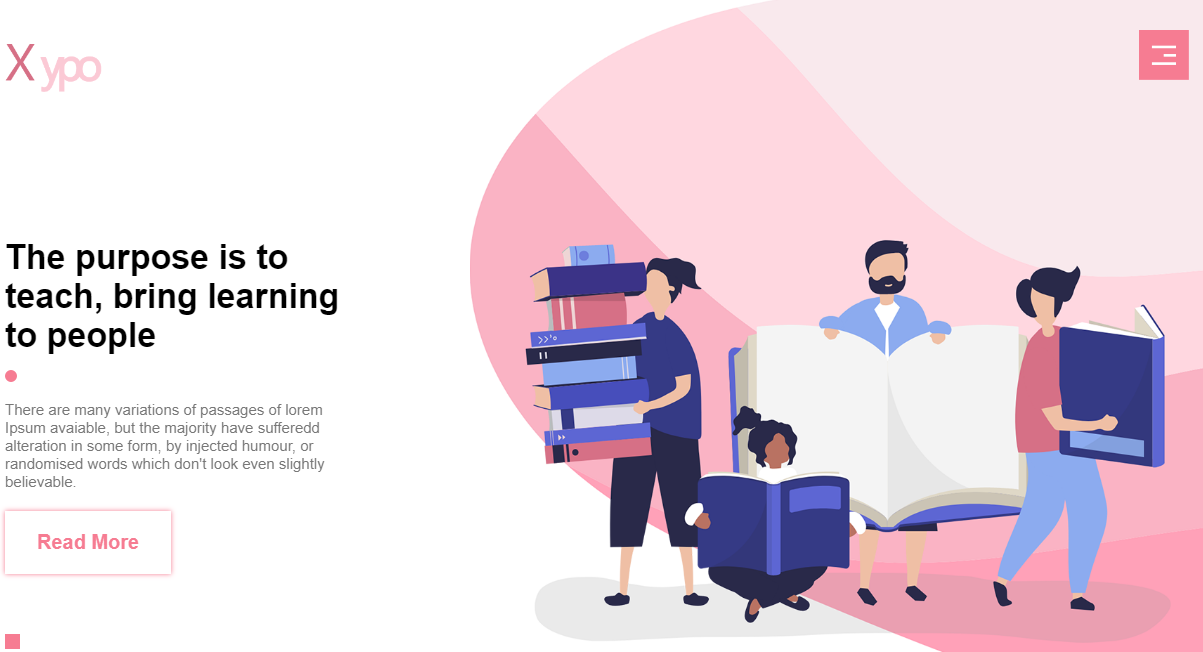 X ypo
The purpose is to
teach, bring learning
to people
There are many variations of passages of lorem
Ipsum avaiable, but the majority have sufferedd
alteration in some form, by injected humour, or
randomised words which don't look even slightly
believable.
Read More